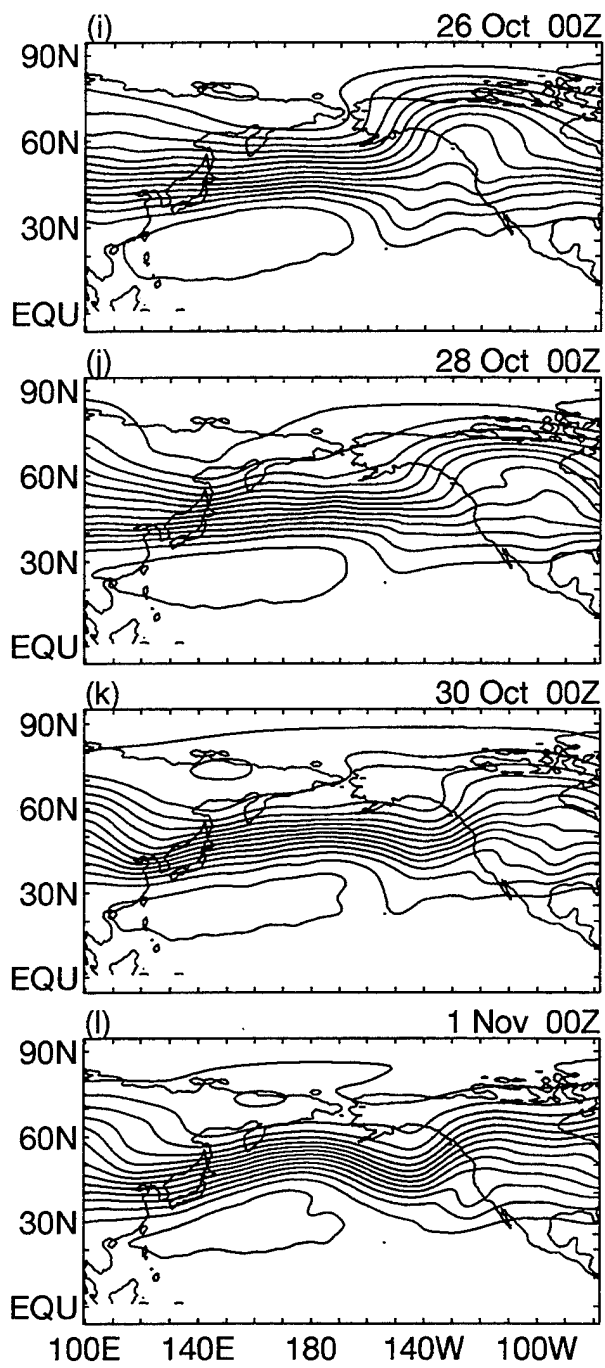 (i) 26 Oct 00Z
90N
60N
30N
EQU
(j) 28 Oct 00Z
90N
60N
30N
EQU
(k) 30 Oct 00Z
90N
60N
30N
EQU
(l) 1 Nov 00Z
90N
60N
30N
EQU
100E 140E 180 140W 100W